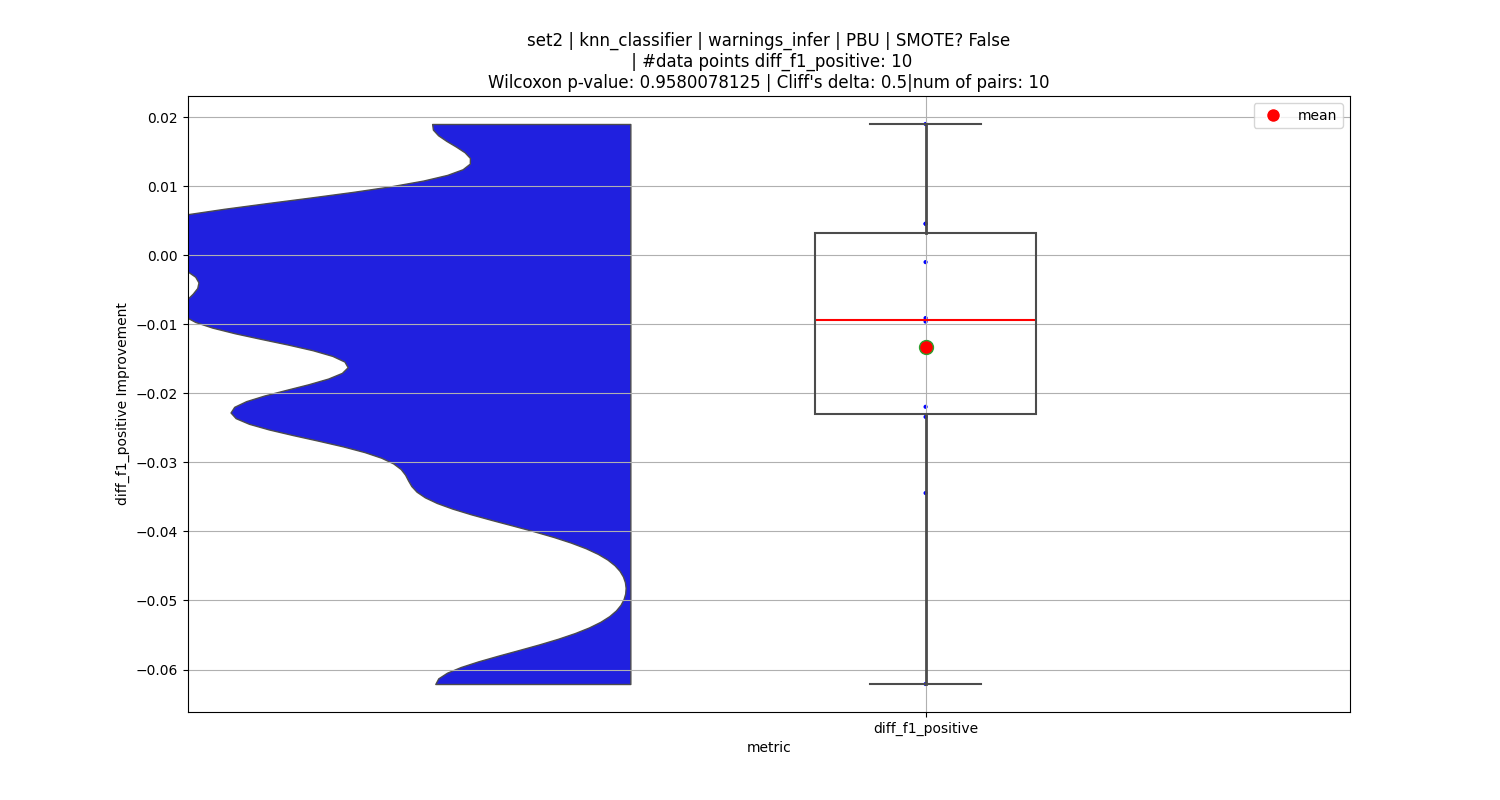 set2 | knn_classifier | warnings_infer | PBU | SMOTE? False
| #data points diff_f1_positive: 10
Wilcoxon p-value: 0.9580078125 | Cliff's delta: 0.5|num of pairs: 10
mean
0.02
0.01
0.00
−0.01
−0.02
−0.03
−0.04
−0.05
−0.06
diff_f1_positive Improvement
diff_f1_positive
metric